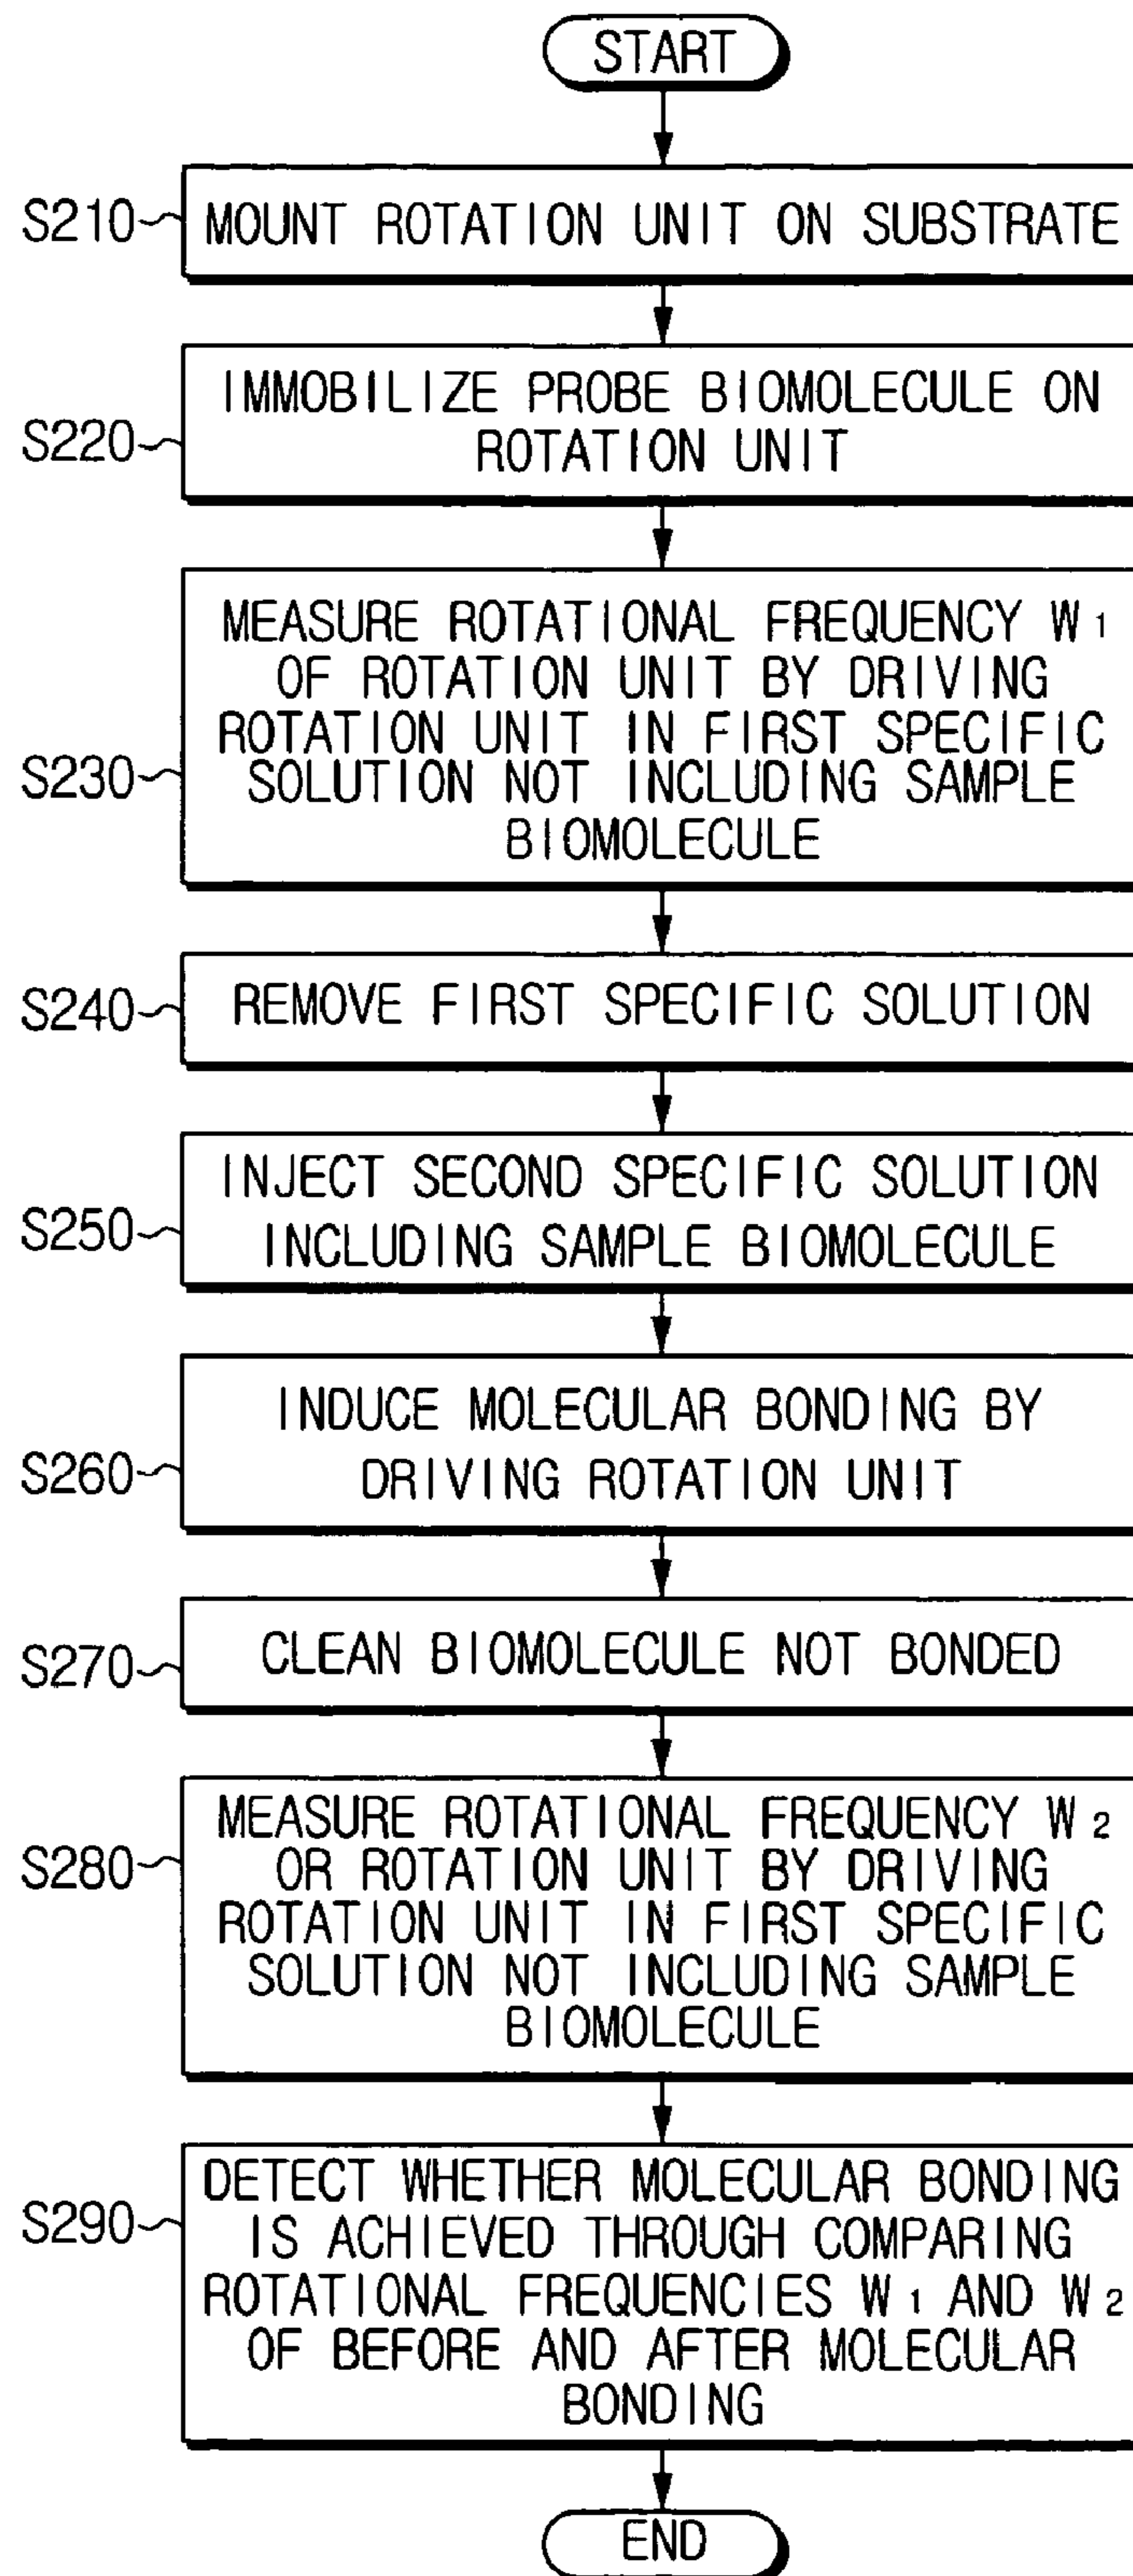 START
S210
MOUNT ROTATION UNIT ON SUBSTRATE
S220
IMMOBILIZE PROBE BIOMOLECULE ON
ROTATION UNIT
S230
MEASURE ROTATIONAL FREQUENCY W1
OF ROTATION UNIT BY DRIVING
ROTATION UNIT IN FIRST SPECIFIC
SOLUTION NOT INCLUDING SAMPLE
BIOMOLECULE
S240
REMOVE FIRST SPECIFIC SOLUTION
S250
INJECT SECOND SPECIFIC SOLUTION
INCLUDING SAMPLE BIOMOLECULE
S260
INDUCE MOLECULAR BONDING BY
DRIVING ROTATION UNIT
S270
CLEAN BIOMOLECULE NOT BONDED
S280
MEASURE ROTATIONAL FREQUENCY W2
OR ROTATION UNIT BY DRIVING
ROTATION UNIT IN FIRST SPECIFIC
SOLUTION NOT INCLUDING SAMPLE
BIOMOLECULE
S290
DETECT WHETHER MOLECULAR BONDING
IS ACHIEVED THROUGH COMPARING
ROTATIONAL FREQUENCIES W1 AND W2
OF BEFORE AND AFTER MOLECULAR
BONDING
END